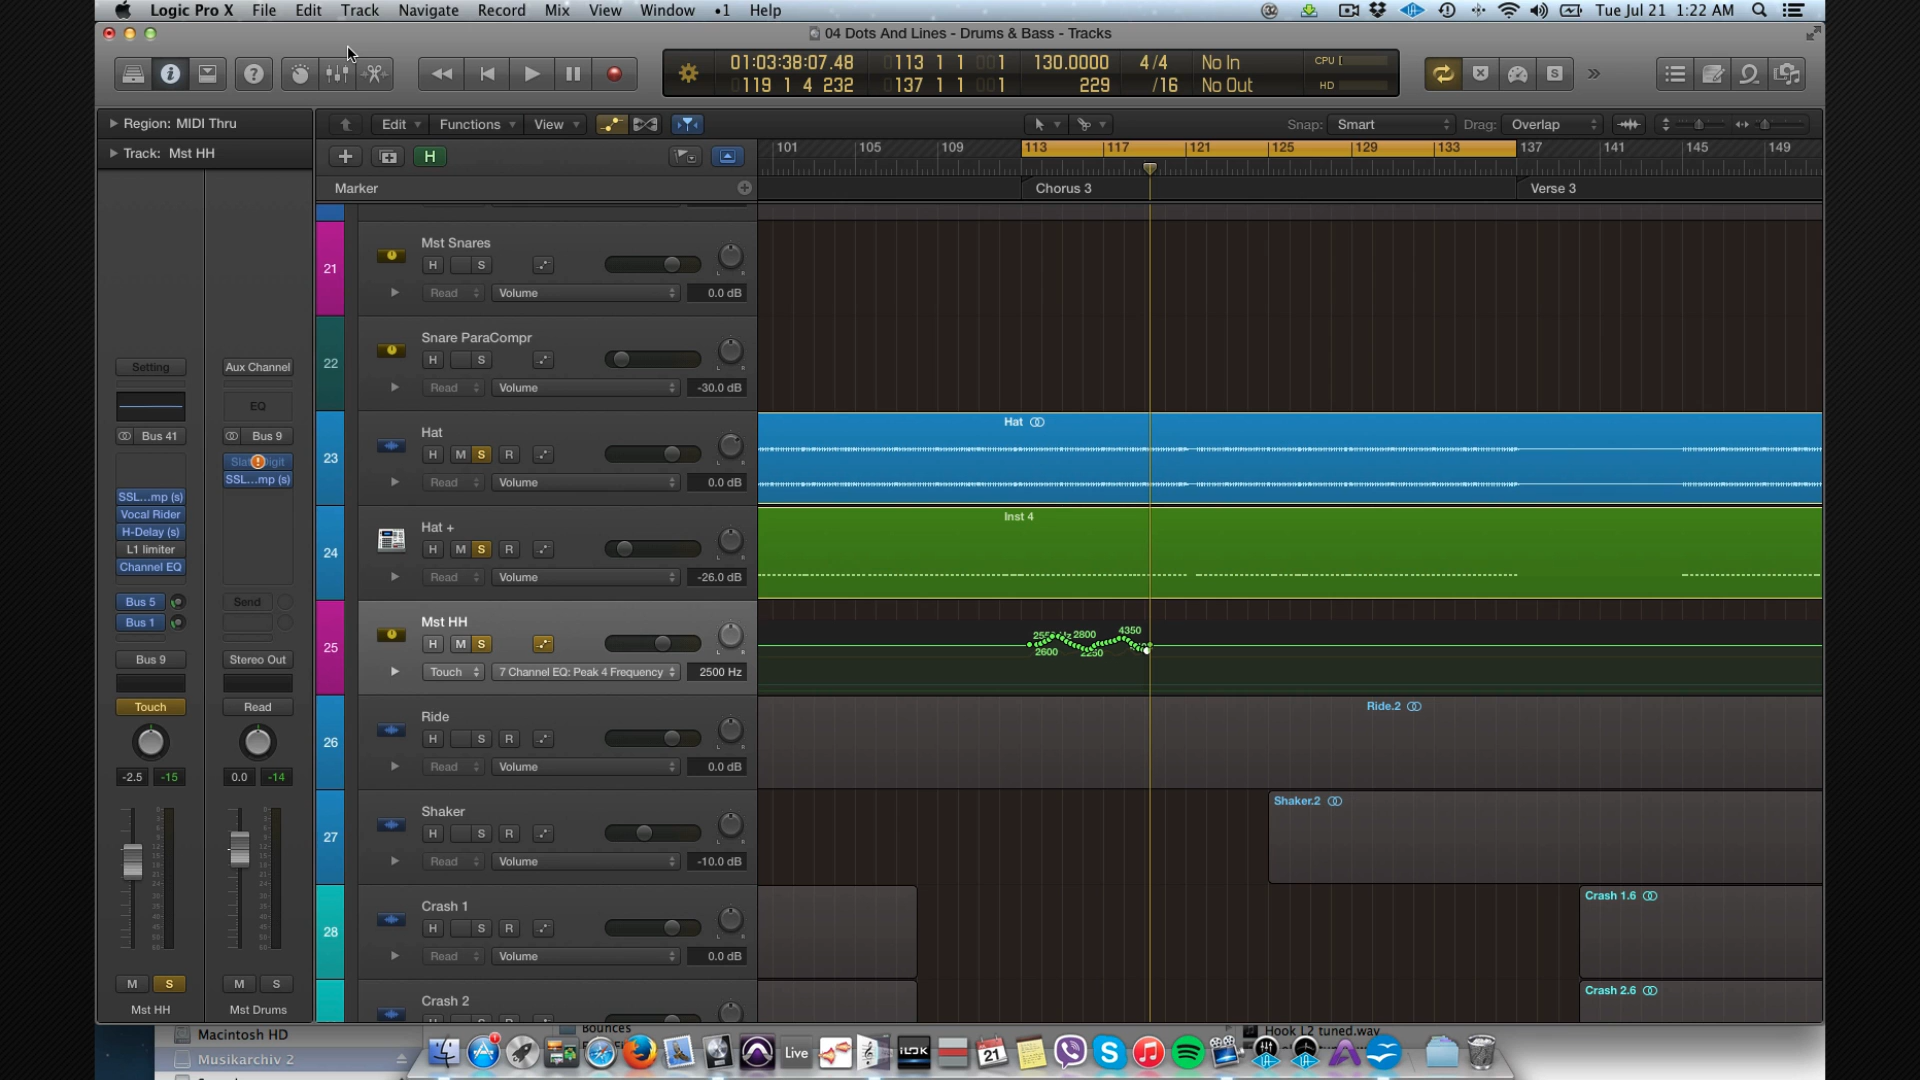 Logic Pro X File Edit Track Navigate Record Mix View Window 1 Help
Tue Jul 21 1:22 AM
04 Dots And Lines - Drums & Bass - Tracks
01:03:38:07.48 113 1 1 1 130.0000 4/4 No In CPU
119 1 4 232 137 1 1 1 229 /16 No Out HD
Region: MIDI Thru
Edit Functions View
Snap: Smart Drag: Overlap
Track: Mst HH
H
101 105 109 113 117 121 125 129 133 137 141 145 149
Marker
Chorus 3 Verse 3
21
Mst Snares
H S
Read Volume 0.0 dB
22
Snare ParaCompr
H S
Read Volume -30.0 dB
23
Hat
H M S R
Read Volume 0.0 dB
Hat
24
Hat +
H M S R
Read Volume -26.0 dB
Inst 4
25
Mst HH
H M S
Touch 7 Channel EQ: Peak 4 Frequency 2500 Hz
2800 4350
2600
26
Ride
H S R
Read Volume 0.0 dB
Ride.2
27
Shaker
H S R
Read Volume -10.0 dB
Shaker.2
28
Crash 1
H S R
Read Volume 0.0 dB
Crash 1.6
Crash 2
Crash 2.6
Setting Aux Channel
EQ
Bus 41 Bus 9
SSL...mp (s)
SSL...mp (s)
Vocal Rider
H-Delay (s)
L1 limiter
Channel EQ
Bus 5 Send
Bus 1
Bus 9 Stereo Out
Touch Read
-2.5 -15 0.0 -14
M S M S
Mst HH Mst Drums
Macintosh HD
Musikarchiv 2
Bounces
Hook L2 tuned.wav
Live
iLOK
21